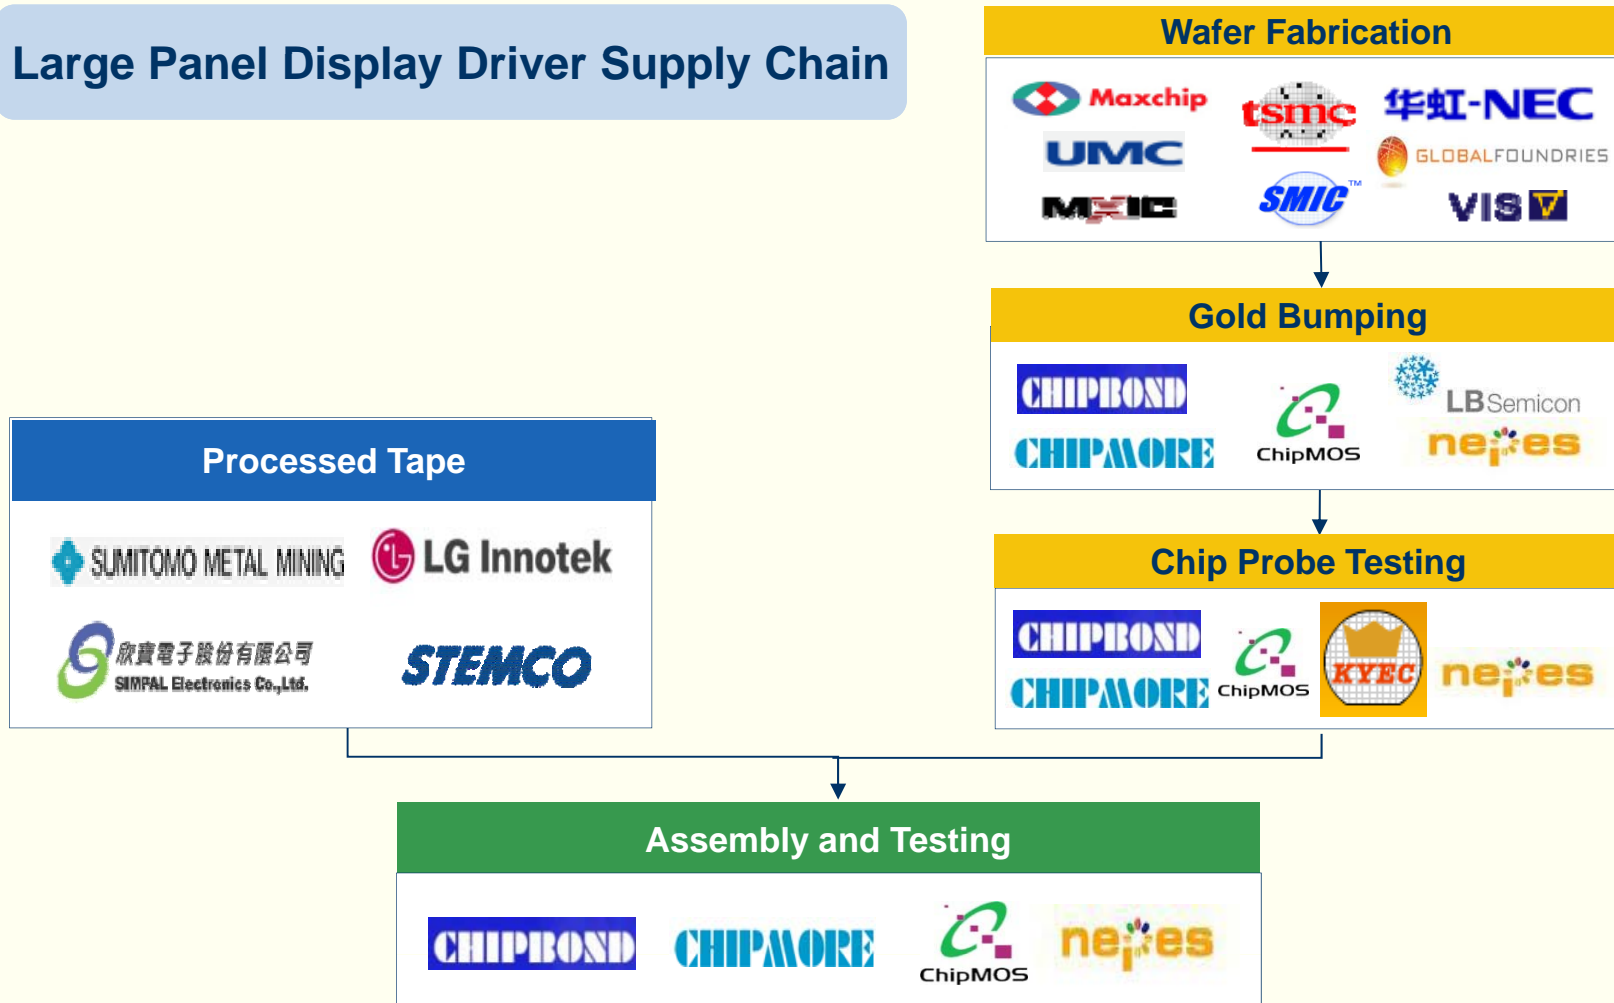 Large Panel Display Driver Supply Chain
Wafer Fabrication
Maxchip
tsmc
华虹-NEC
UMC
GLOBALFOUNDRIES
MXIC
SMIC™
VIS
Gold Bumping
CHIPBOND
ChipMOS
LB Semicon
CHIPMORE
nepes
Processed Tape
SUMITOMO METAL MINING
LG Innotek
欣寶電子股份有限公司
SIMPAL Electronics Co.,Ltd.
STEMCO
Chip Probe Testing
CHIPBOND
CHIPMORE
ChipMOS
KYEC
nepes
Assembly and Testing
CHIPBOND
CHIPMORE
ChipMOS
nepes